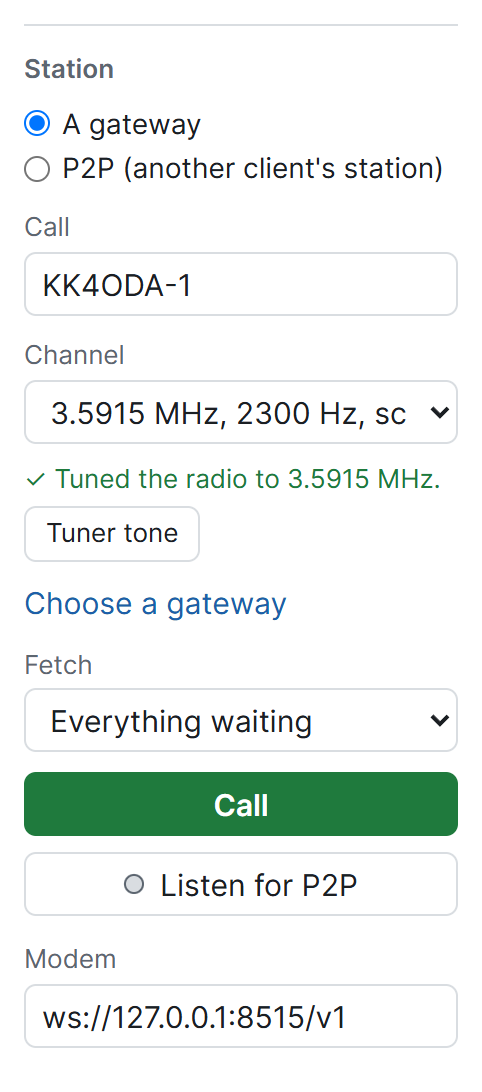 Station
A gateway
P2P (another client's station)
Call
KK4ODA-1
Channel
3.5915 MHz, 2300 Hz, sc
✓ Tuned the radio to 3.5915 MHz.
Tuner tone
Choose a gateway
Fetch
Everything waiting
Call
Listen for P2P
Modem
ws://127.0.0.1:8515/v1